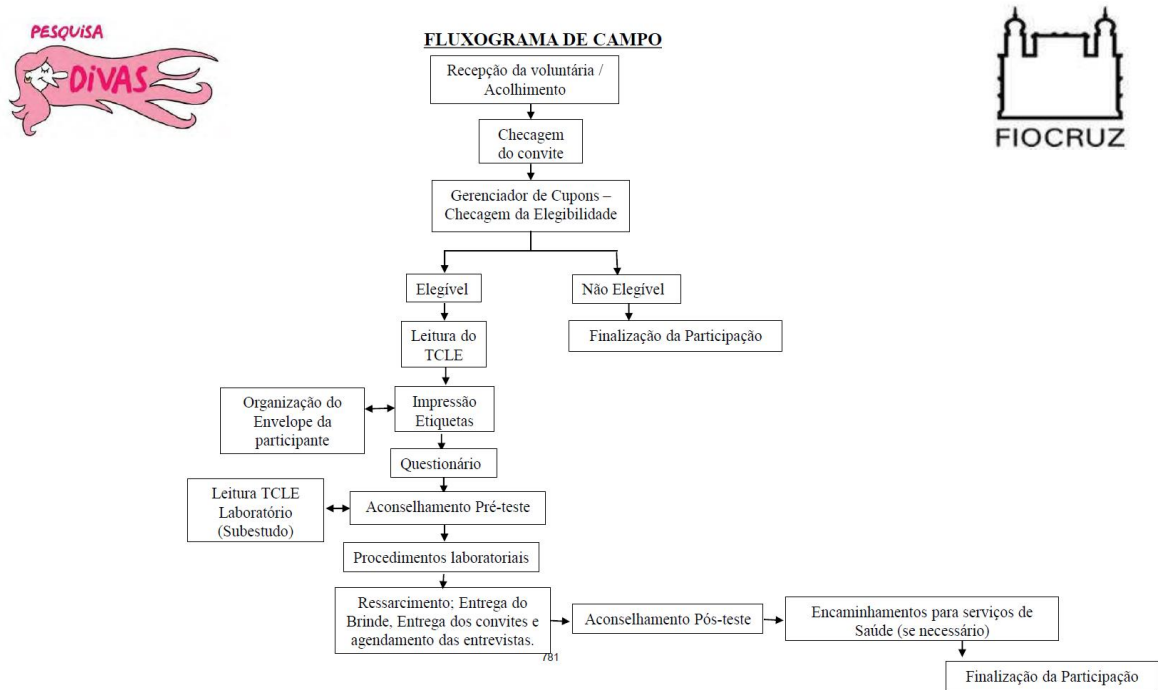 PESQUISA
DIVAS
FLUXOGRAMA DE CAMPO
FIOCRUZ
Recepção da voluntária /
Acolhimento
Checagem
do convite
Gerenciador de Cupons –
Checagem da Elegibilidade
Elegível
Não Elegível
Leitura do
TCLE
Finalização da Participação
Organização do
Envelope da
participante
Impressão
Etiquetas
Questionário
Leitura TCLE
Laboratório
(Subestudo)
Aconselhamento Pré-teste
Procedimentos laboratoriais
Ressarcimento; Entrega do
Brinde, Entrega dos convites e
agendamento das entrevistas.
Aconselhamento Pós-teste
Encaminhamentos para serviços de
Saúde (se necessário)
781
Finalização da Participação